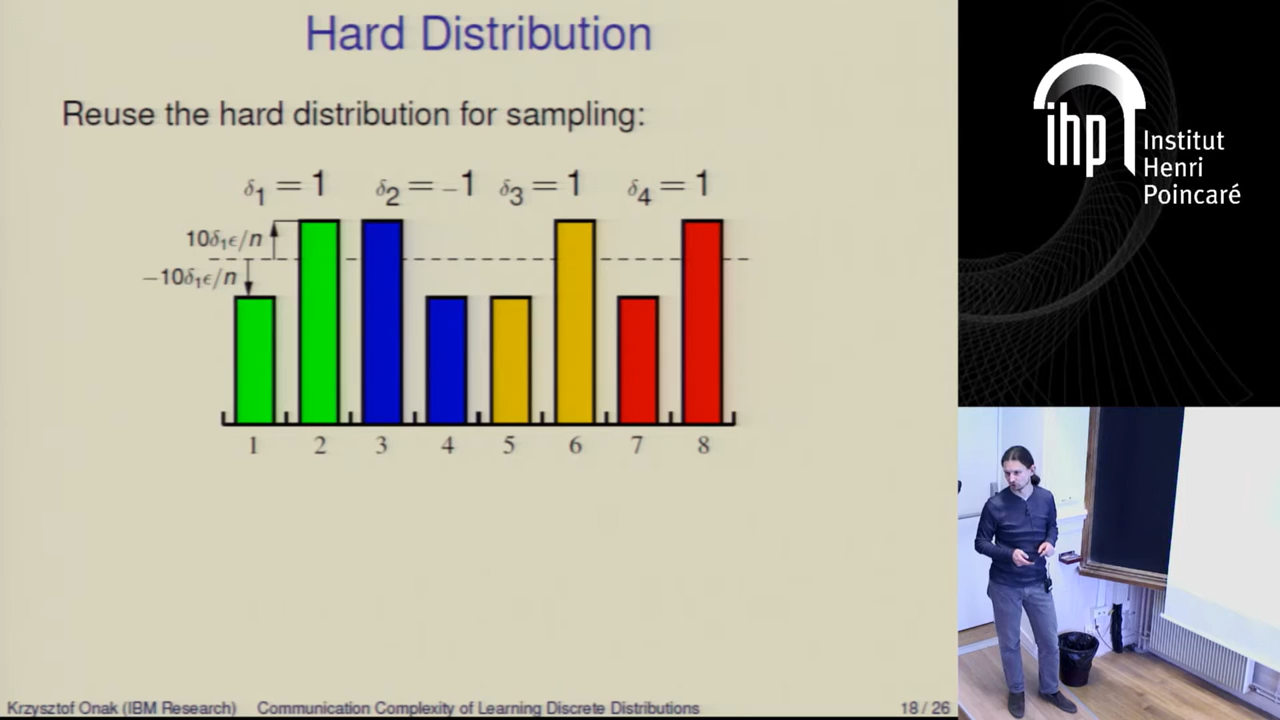 Hard Distribution
Reuse the hard distribution for sampling:
δ1 = 1 δ2 = −1 δ3 = 1 δ4 = 1
10δ1ϵ/n
−10δ1ϵ/n
1 2 3 4 5 6 7 8
Krzysztof Onak (IBM Research) Communication Complexity of Learning Discrete Distributions 18 / 26
ihp Institut
Henri
Poincaré